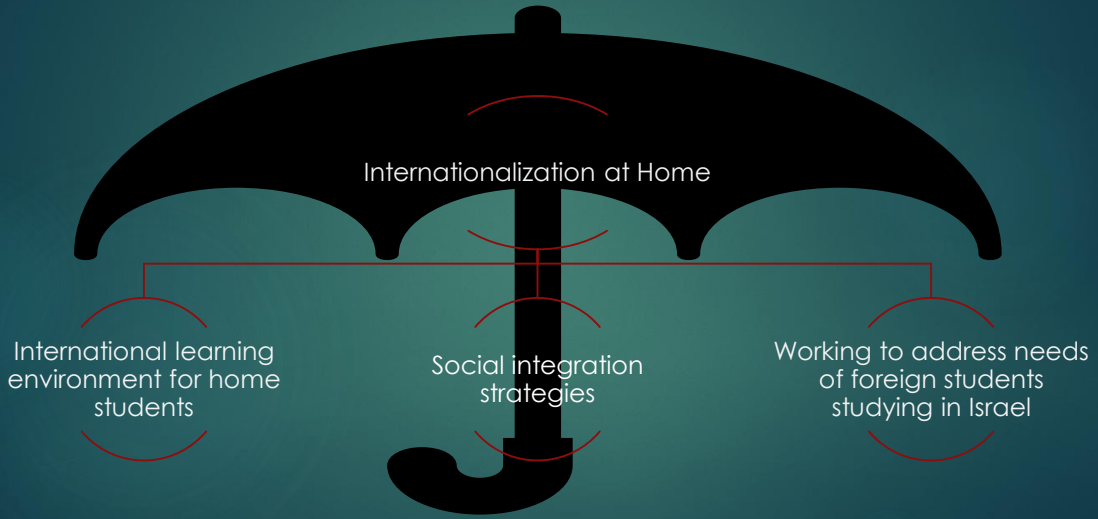 Internationalization at Home
International learning
environment for home
students
Social integration
strategies
Working to address needs
of foreign students
studying in Israel